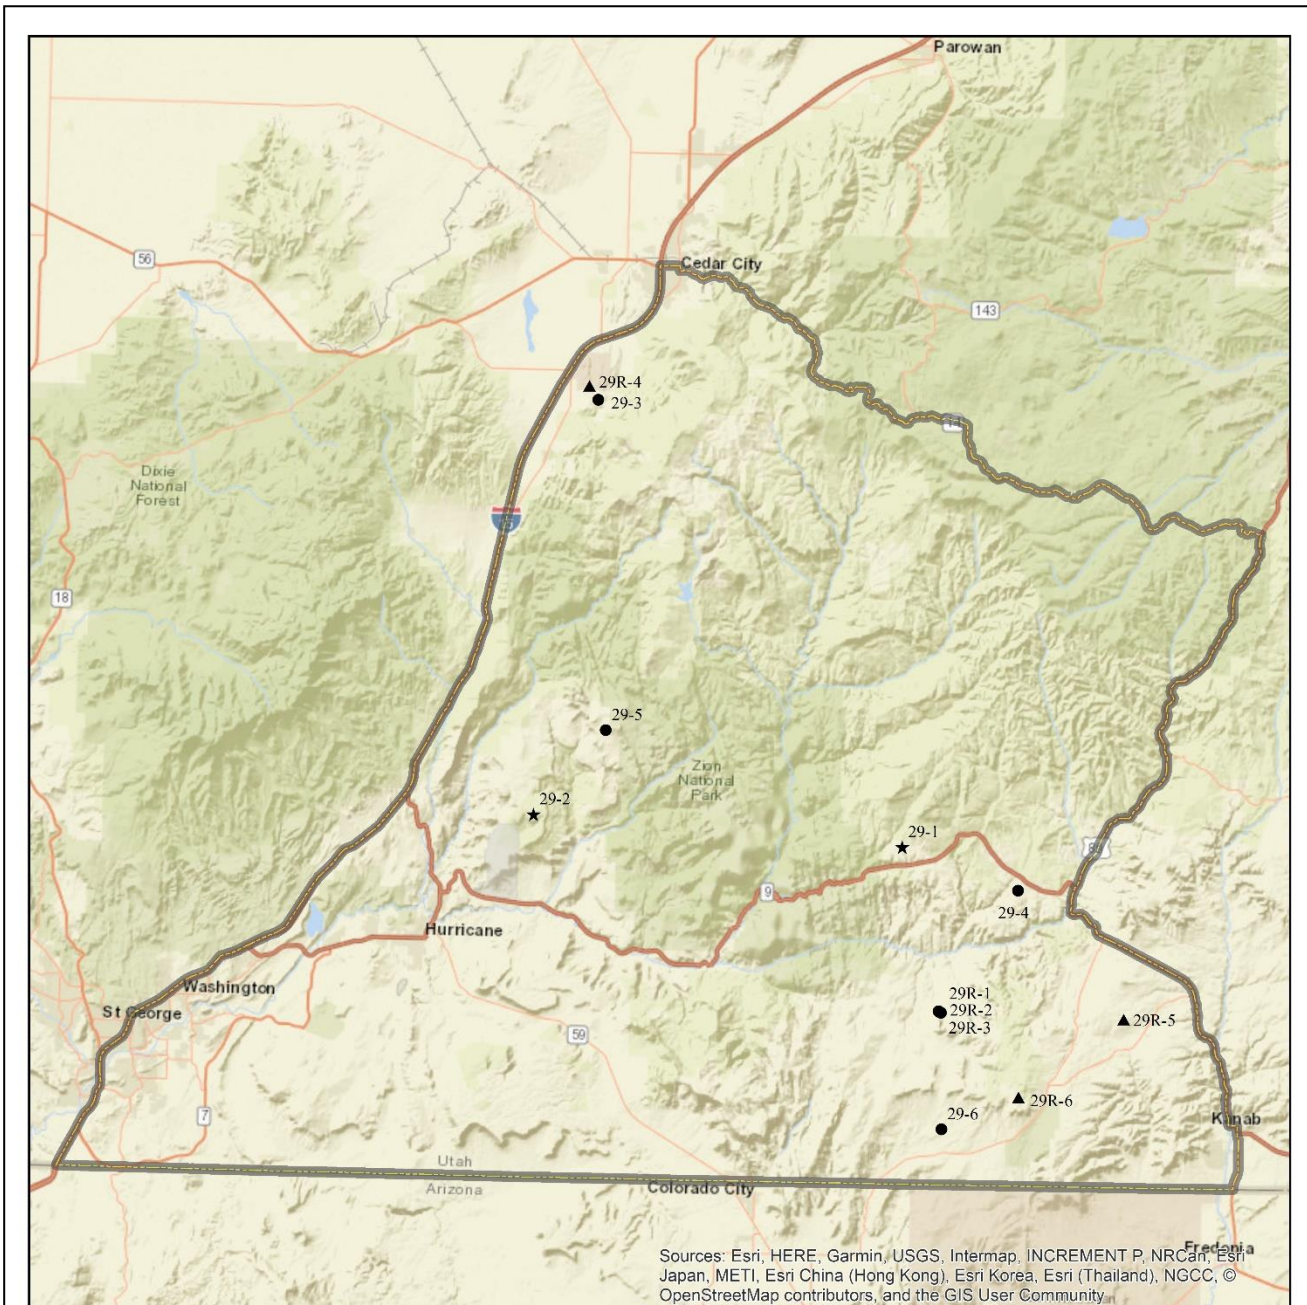 Parowan
56
Cedar City
143
29R-4
29-3
14
Dixie
National
Forest
15
18
29-5
Zion
National
Park
29-2
29-1
89
9
29-4
Hurricane
Washington
St George
29R-1
29R-2
29R-3
29R-5
59
29R-6
7
29-6
Kanab
Utah
Arizona
Colorado City
Fredonia
Sources: Esri, HERE, Garmin, USGS, Intermap, INCREMENT P, NRCan, Esri
Japan, METI, Esri China (Hong Kong), Esri Korea, Esri (Thailand), NGCC, ©
OpenStreetMap contributors, and the GIS User Community